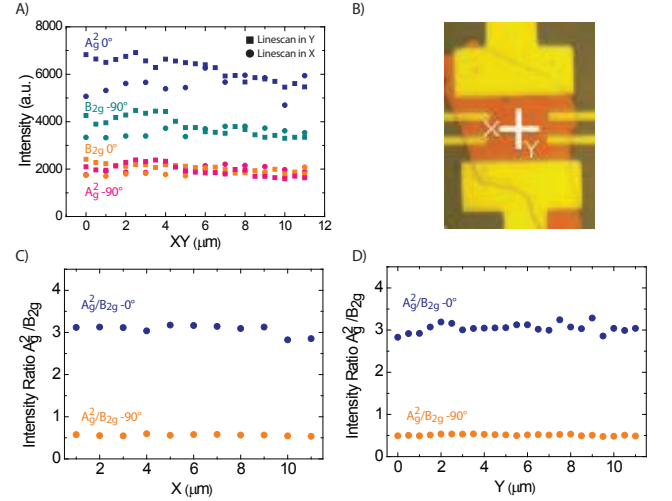 A)
A²g 0°
B2g -90°
B2g 0°
A²g -90°
Linescan in Y
Linescan in X
Intensity (a.u.)
8000
6000
4000
2000
0
0 2 4 6 8 10 12
XY (μm)
B)
X
Y
C)
A²g/B2g -0°
A²g/B2g -90°
Intensity Ratio A²g/B2g
4
3
2
1
0
2 4 6 8 10
X (μm)
D)
A²g/B2g -0°
A²g/B2g -90°
Intensity Ratio A²g/B2g
4
3
2
1
0
0 2 4 6 8 10
Y (μm)